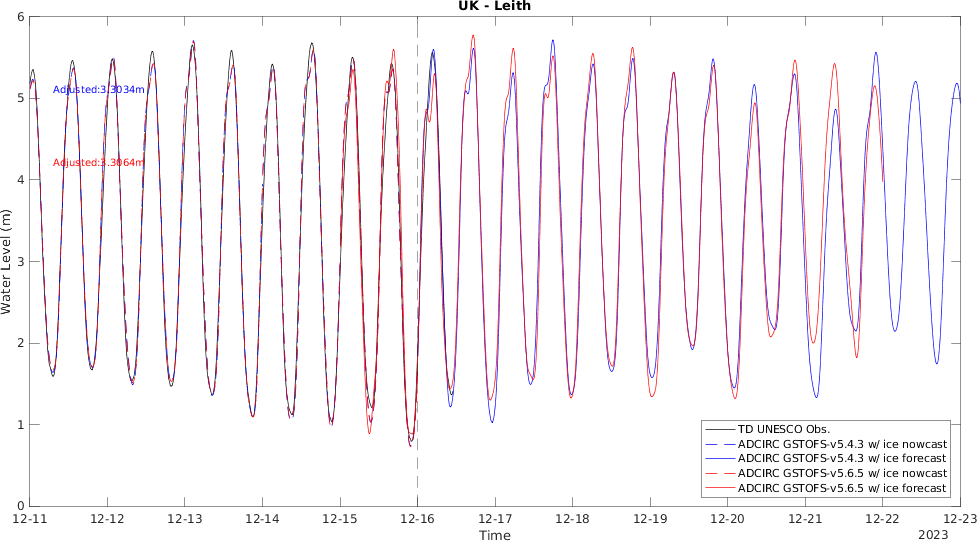 UK - Leith
6
5
4
3
2
1
0
Water Level (m)
Adjusted:3.3034m
Adjusted:3.3064m
TD UNESCO Obs.
ADCIRC GSTOFS-v5.4.3 w/ ice nowcast
ADCIRC GSTOFS-v5.4.3 w/ ice forecast
ADCIRC GSTOFS-v5.6.5 w/ ice nowcast
ADCIRC GSTOFS-v5.6.5 w/ ice forecast
12-11 12-12 12-13 12-14 12-15 12-16 12-17 12-18 12-19 12-20 12-21 12-22 12-23
Time
2023